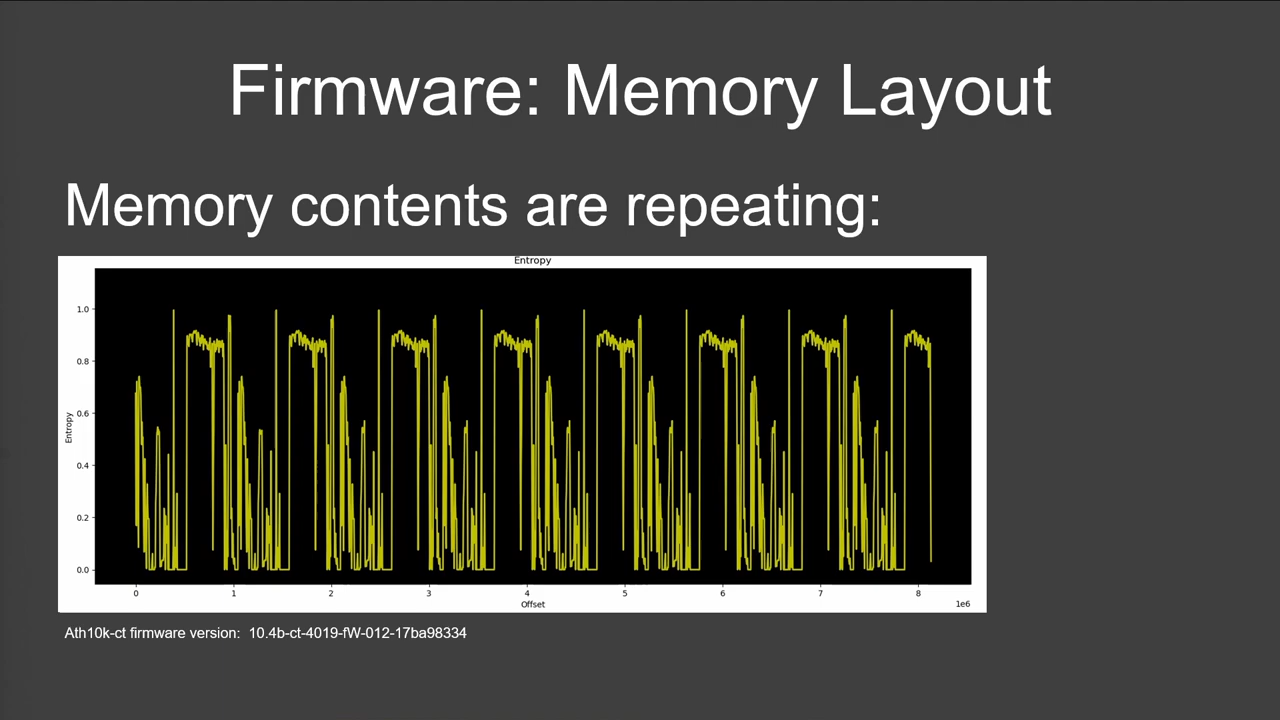 Firmware: Memory Layout
Memory contents are repeating:
Entropy
1.0
0.8
0.6
0.4
0.2
0.0
Entropy
0 1 2 3 4 5 6 7 8
Offset
1e6
Ath10k-ct firmware version: 10.4b-ct-4019-fW-012-17ba98334